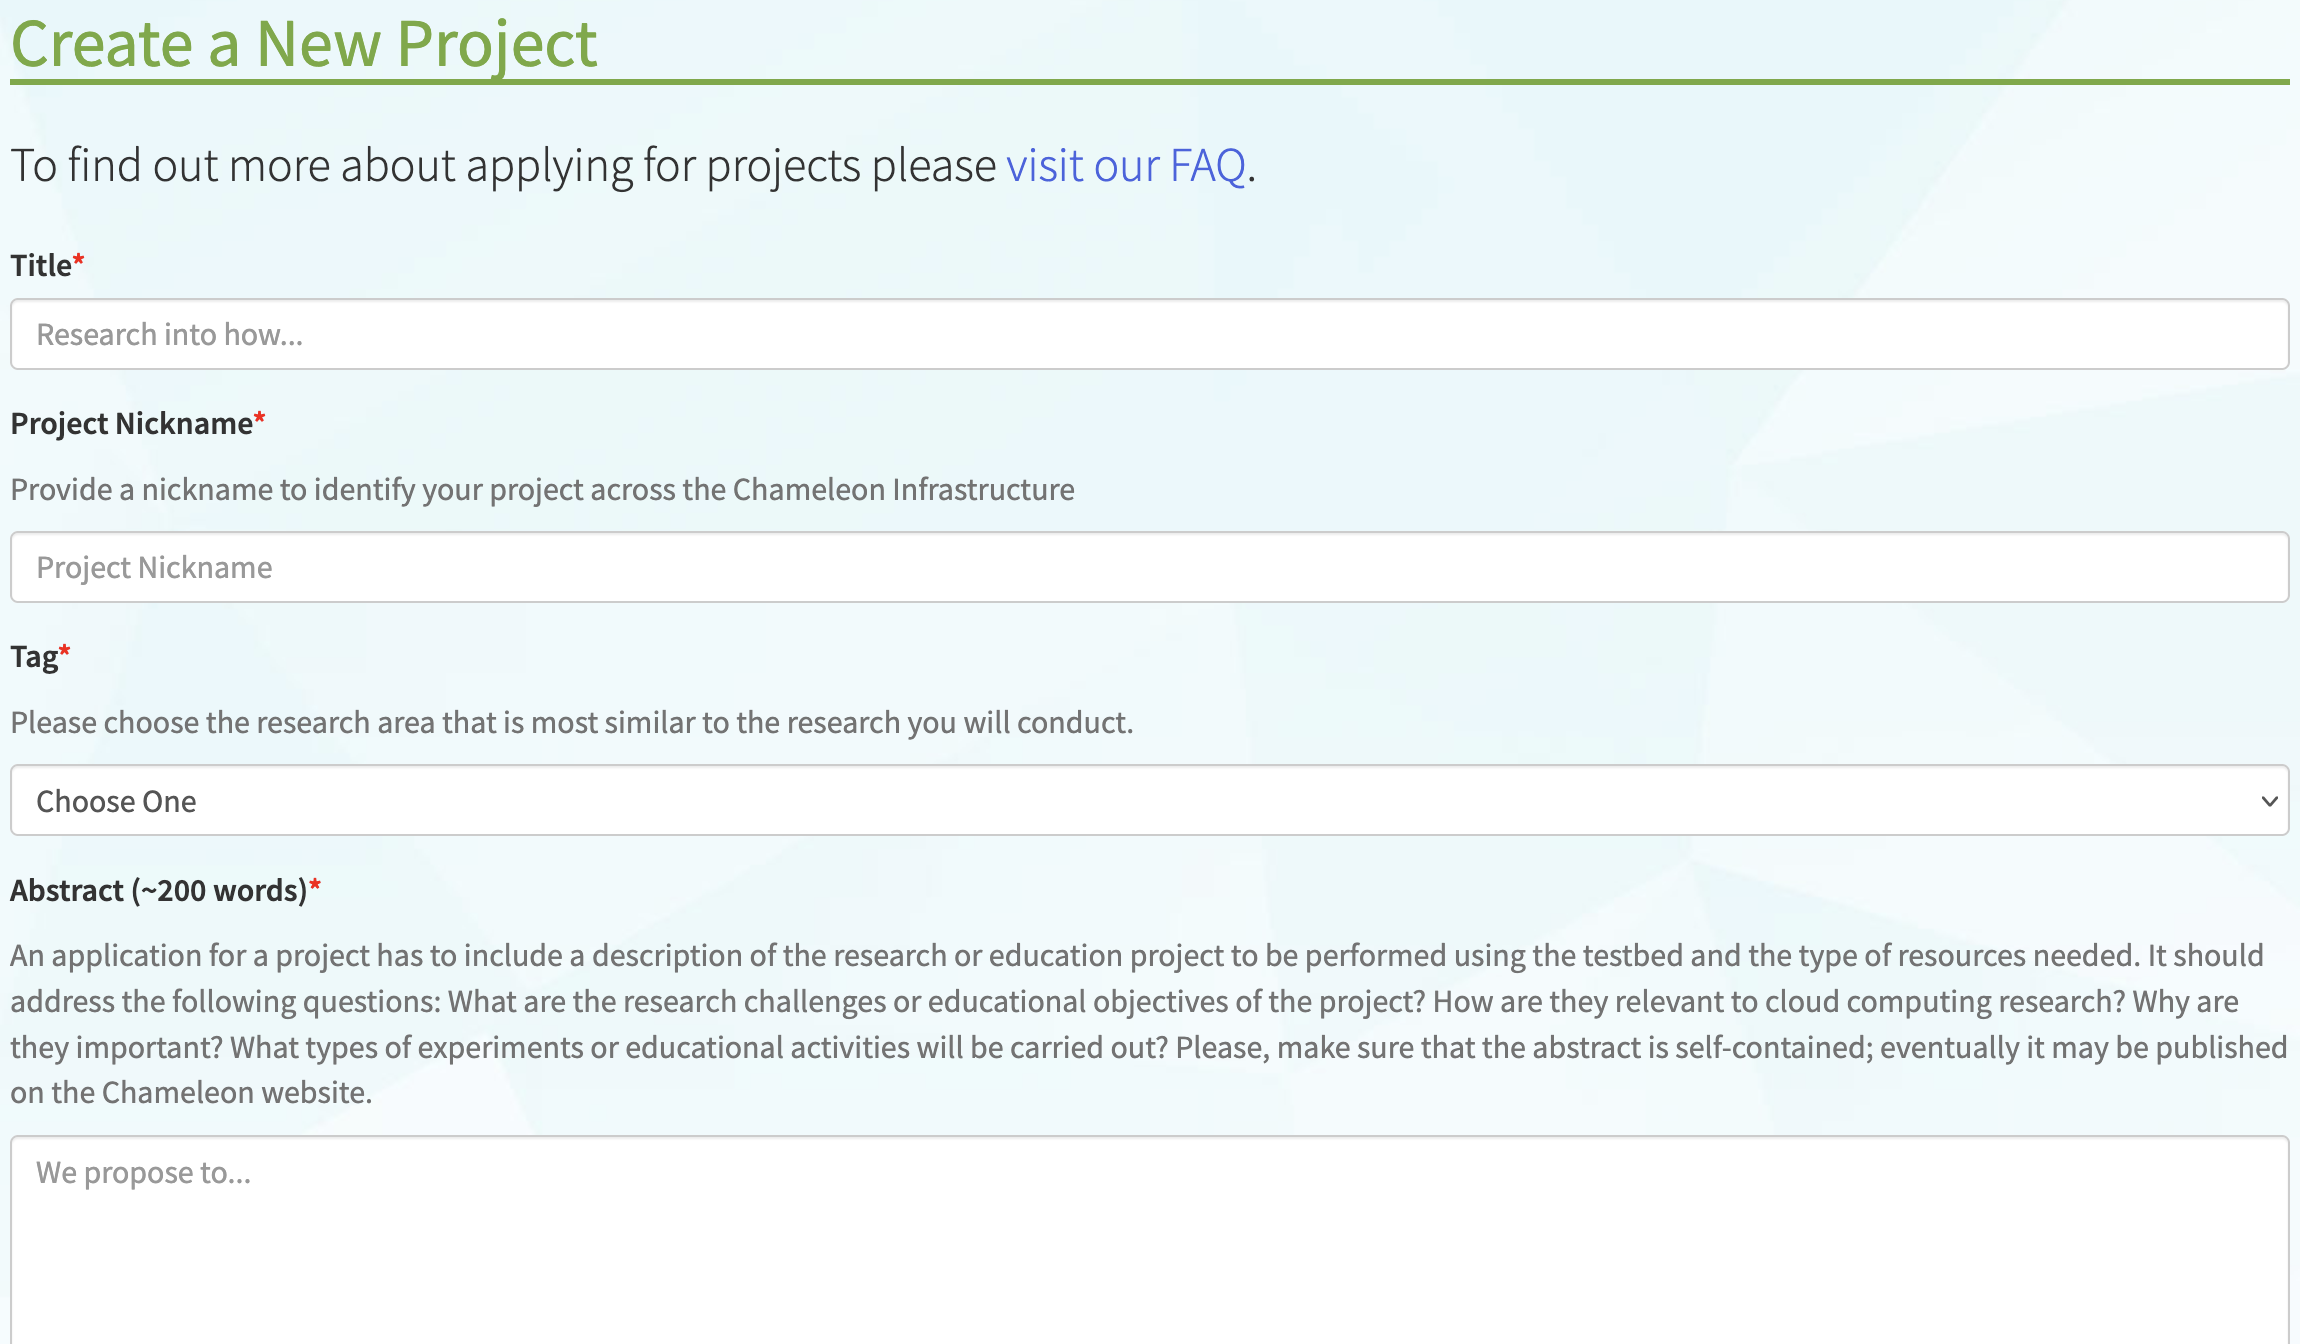 Create a New Project
To find out more about applying for projects please visit our FAQ.
Title*
Research into how...
Project Nickname*
Provide a nickname to identify your project across the Chameleon Infrastructure
Project Nickname
Tag*
Please choose the research area that is most similar to the research you will conduct.
Choose One
Abstract (~200 words)*
An application for a project has to include a description of the research or education project to be performed using the testbed and the type of resources needed. It should
address the following questions: What are the research challenges or educational objectives of the project? How are they relevant to cloud computing research? Why are
they important? What types of experiments or educational activities will be carried out? Please, make sure that the abstract is self-contained; eventually it may be published
on the Chameleon website.
We propose to...